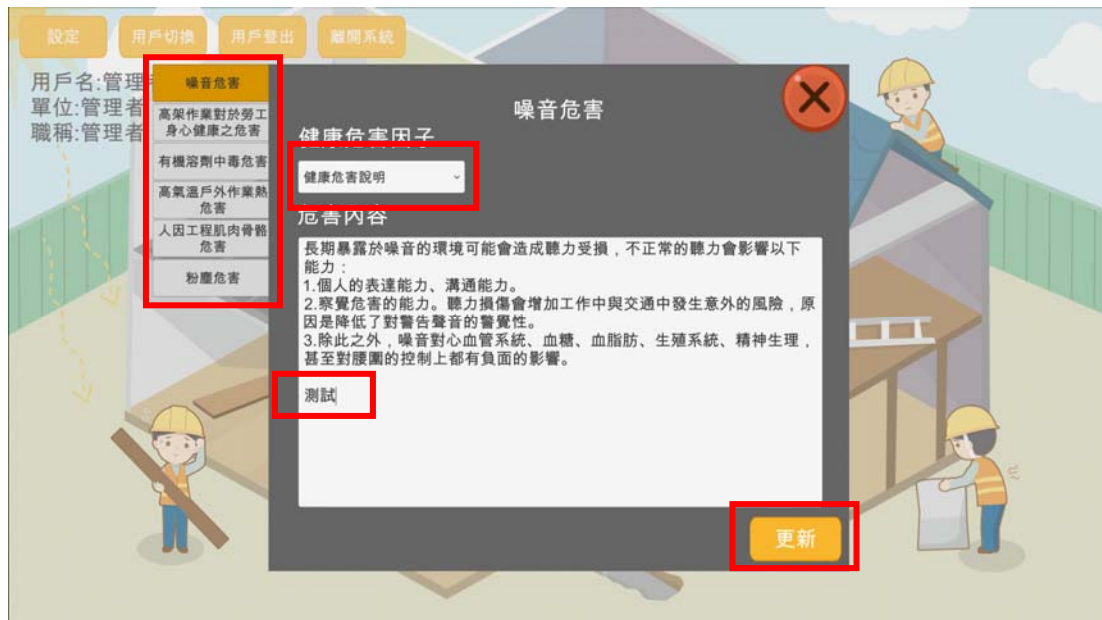 設定
用戶切換
用戶登出
離開系統
用戶名:管理
單位:管理者
職稱:管理者
噪音危害
高架作業對於勞工
身心健康之危害
有機溶劑中毒危害
高氣溫戶外作業熱
危害
人因工程肌肉骨骼
危害
粉塵危害
噪音危害
健康危害因子
健康危害說明
危害內容
長期暴露於噪音的環境可能會造成聽力受損，不正常的聽力會影響以下
能力：
1.個人的表達能力、溝通能力。
2.察覺危害的能力。聽力損傷會增加工作中與交通中發生意外的風險，原
因是降低了對警告聲音的警覺性。
3.除此之外，噪音對心血管系統、血糖、血脂肪、生殖系統、精神生理，
甚至對腰圍的控制上都有負面的影響。
測試
更新